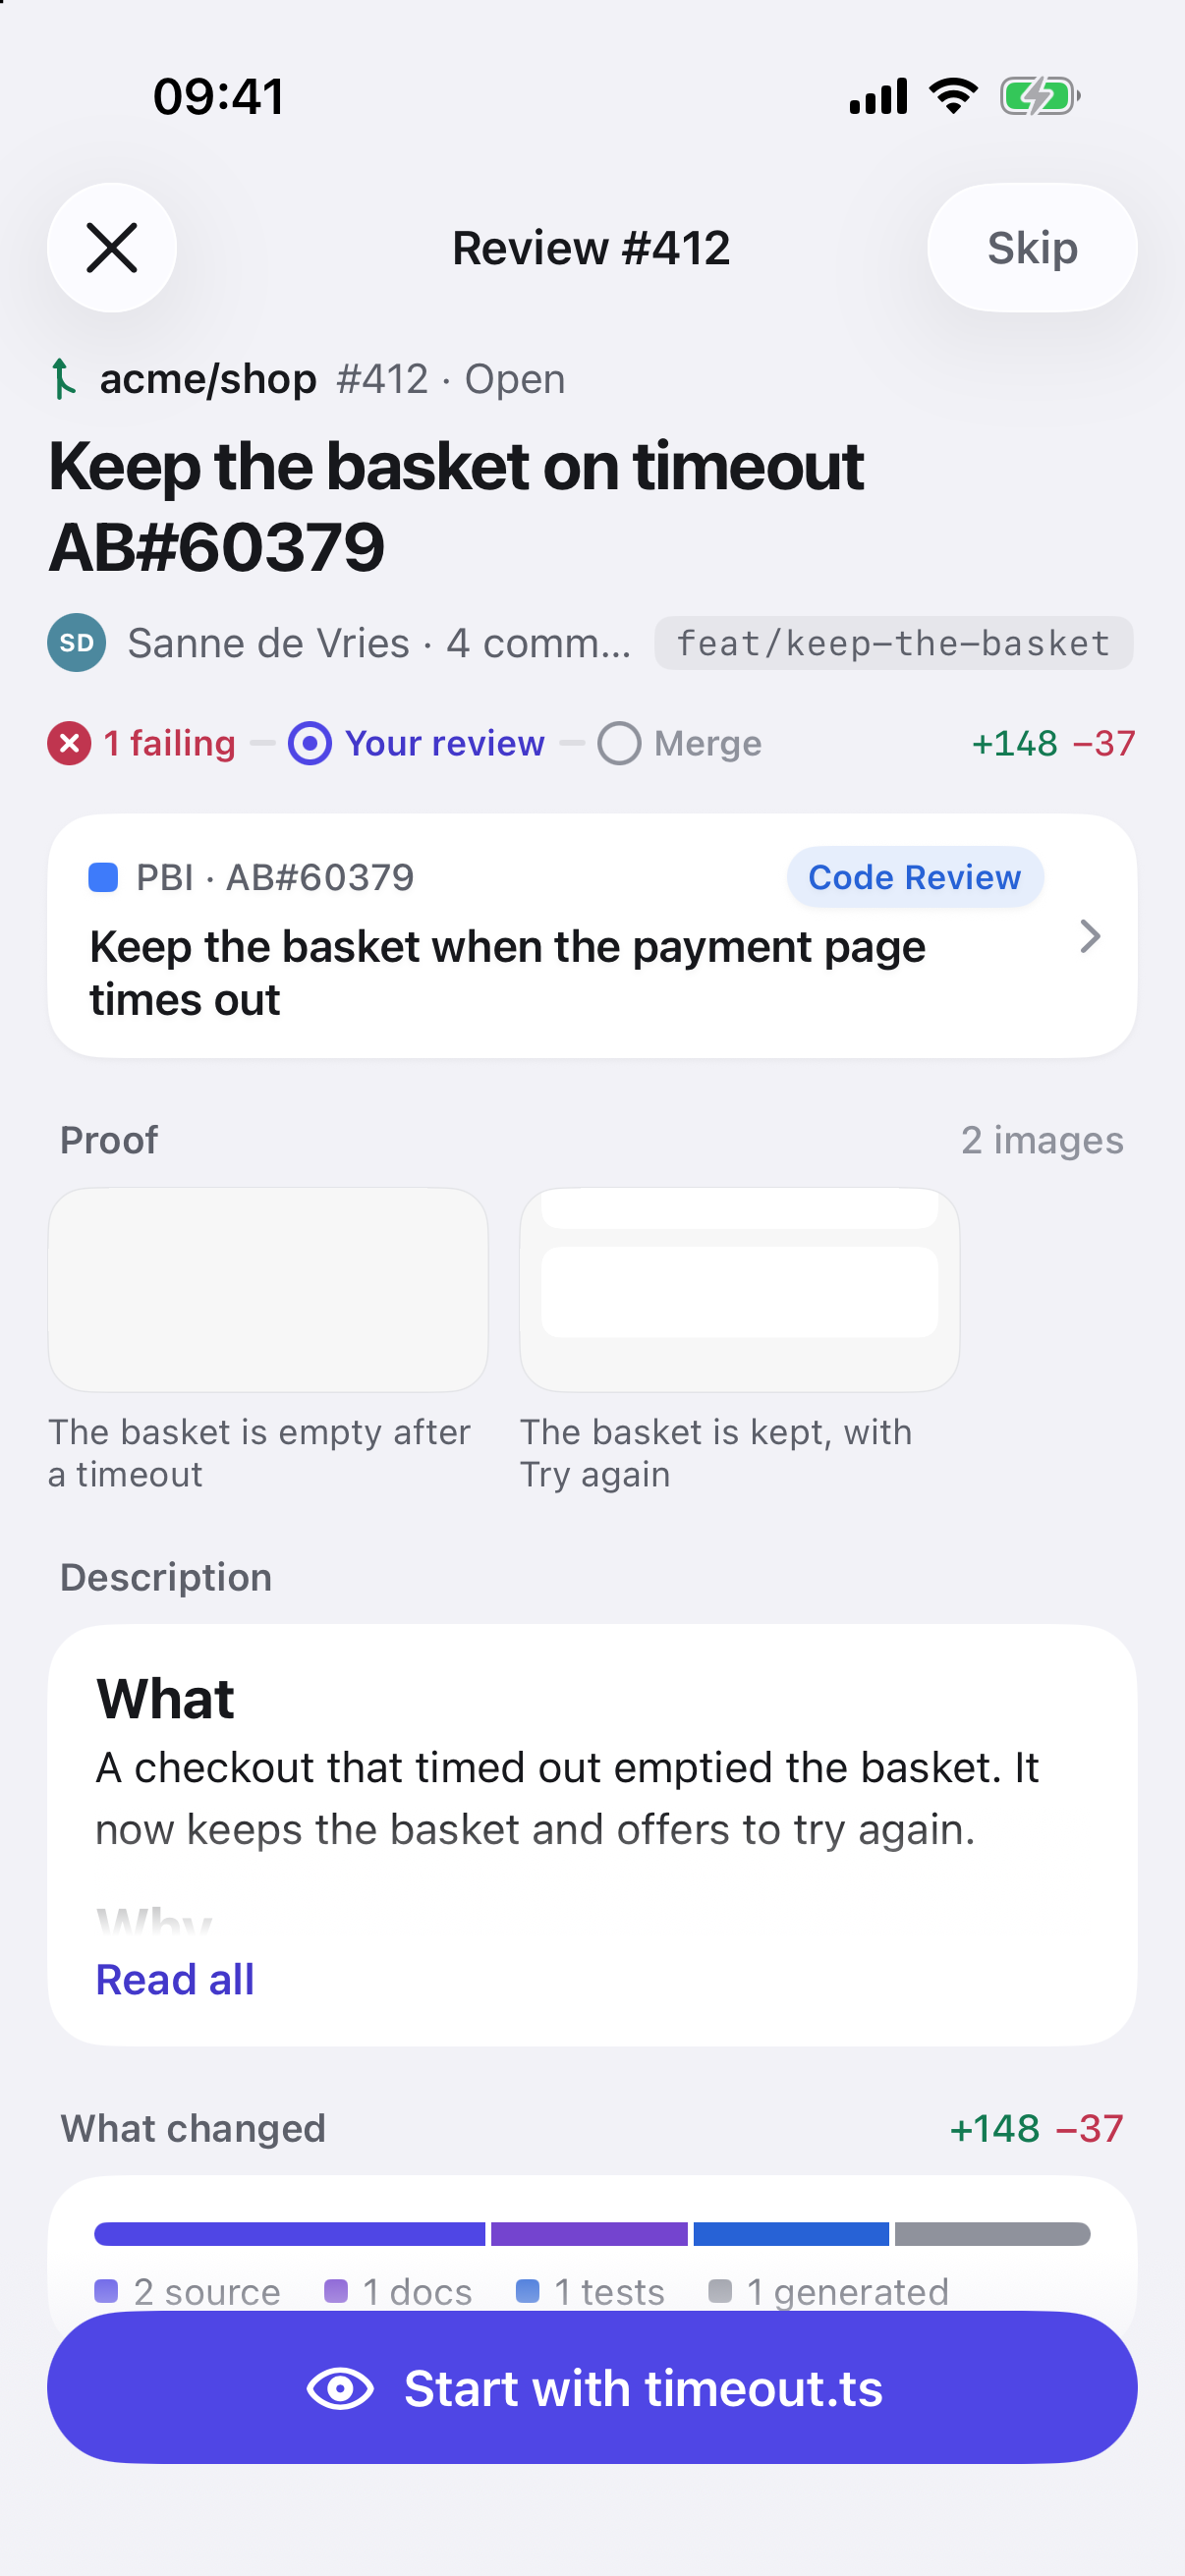 09:41
Review #412
Skip
acme/shop #412 · Open
Keep the basket on timeout
AB#60379
SD Sanne de Vries · 4 comm... feat/keep-the-basket
1 failing Your review Merge +148 −37
PBI · AB#60379 Code Review
Keep the basket when the payment page
times out
Proof 2 images
The basket is empty after
a timeout
The basket is kept, with
Try again
Description
What
A checkout that timed out emptied the basket. It
now keeps the basket and offers to try again.
Why
Read all
What changed +148 −37
2 source 1 docs 1 tests 1 generated
Start with timeout.ts